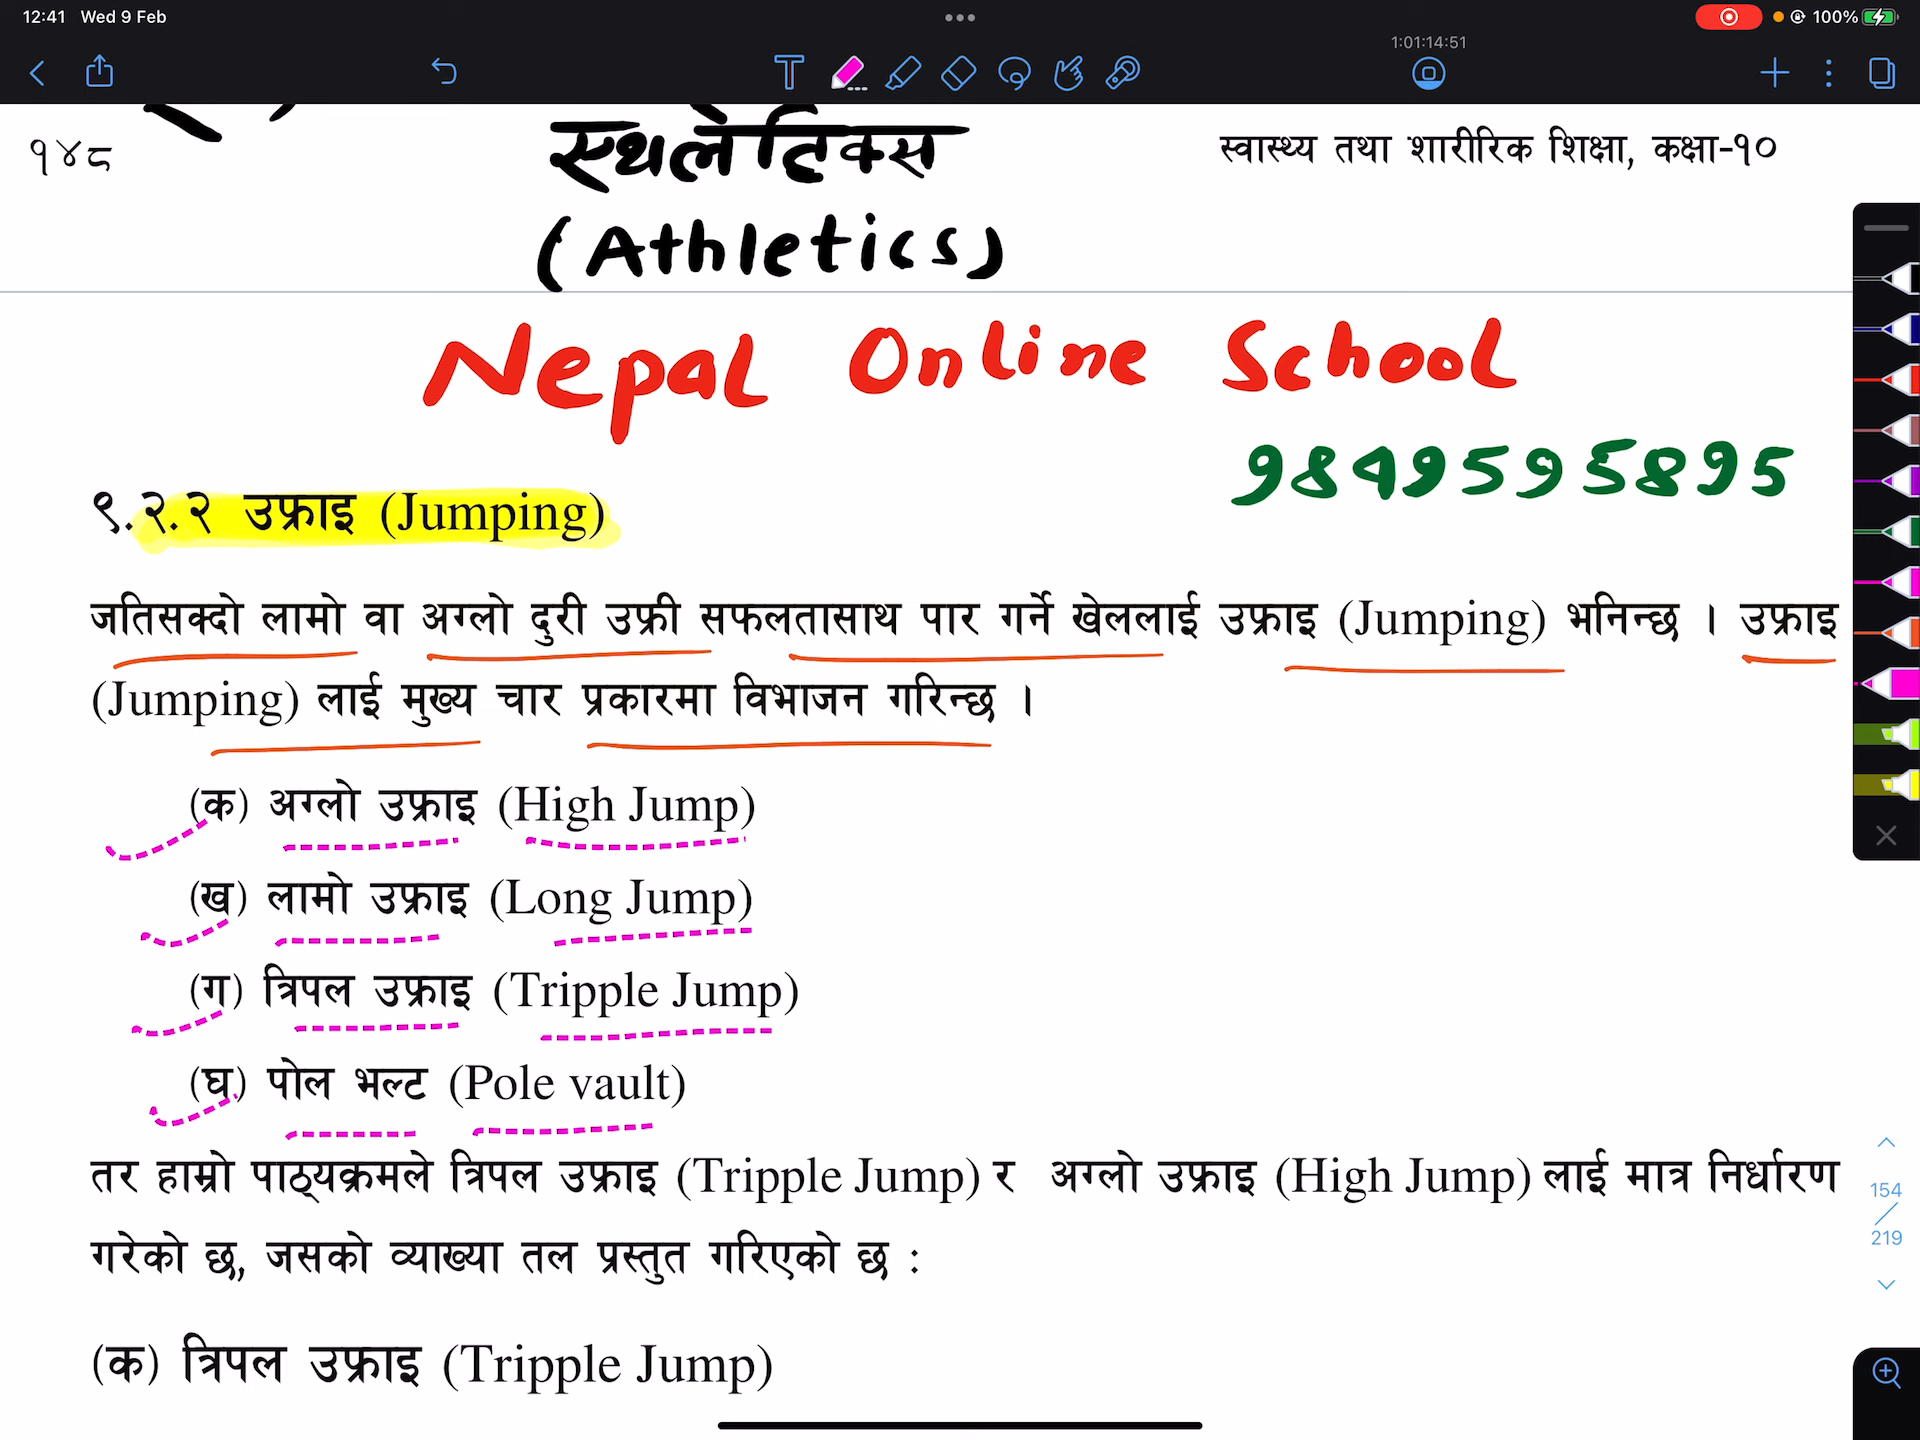 12:41 Wed 9 Feb
100%
1:01:14:51
१४८
स्थलेटिक्स
स्वास्थ्य तथा शारीरिक शिक्षा, कक्षा-१०
(Athletics)
Nepal Online School
9849595895
९.२.२ उफ्राइ (Jumping)
जतिसक्दो लामो वा अग्लो दुरी उफ्री सफलतासाथ पार गर्ने खेललाई उफ्राइ (Jumping) भनिन्छ । उफ्राइ
(Jumping) लाई मुख्य चार प्रकारमा विभाजन गरिन्छ ।
(क) अग्लो उफ्राइ (High Jump)
(ख) लामो उफ्राइ (Long Jump)
(ग) त्रिपल उफ्राइ (Tripple Jump)
(घ) पोल भल्ट (Pole vault)
तर हाम्रो पाठ्यक्रमले त्रिपल उफ्राइ (Tripple Jump) र अग्लो उफ्राइ (High Jump) लाई मात्र निर्धारण
गरेको छ, जसको व्याख्या तल प्रस्तुत गरिएको छ :
(क) त्रिपल उफ्राइ (Tripple Jump)
154
219